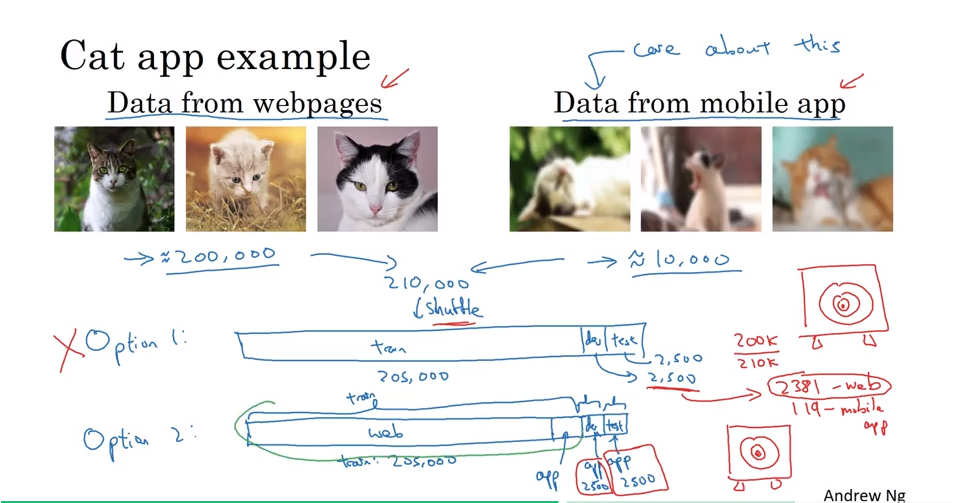 Cat app example
care about this
Data from webpages
Data from mobile app
≈ 200,000
≈ 10,000
210,000
shuffle
Option 1:
train
dev
test
2,500
2,500
205,000
200K
210K
2381 - web
119 - mobile
app
train
dev
test
Option 2:
web
dev
test
train: 205,000
app
app
2500
app
2500
Andrew Ng